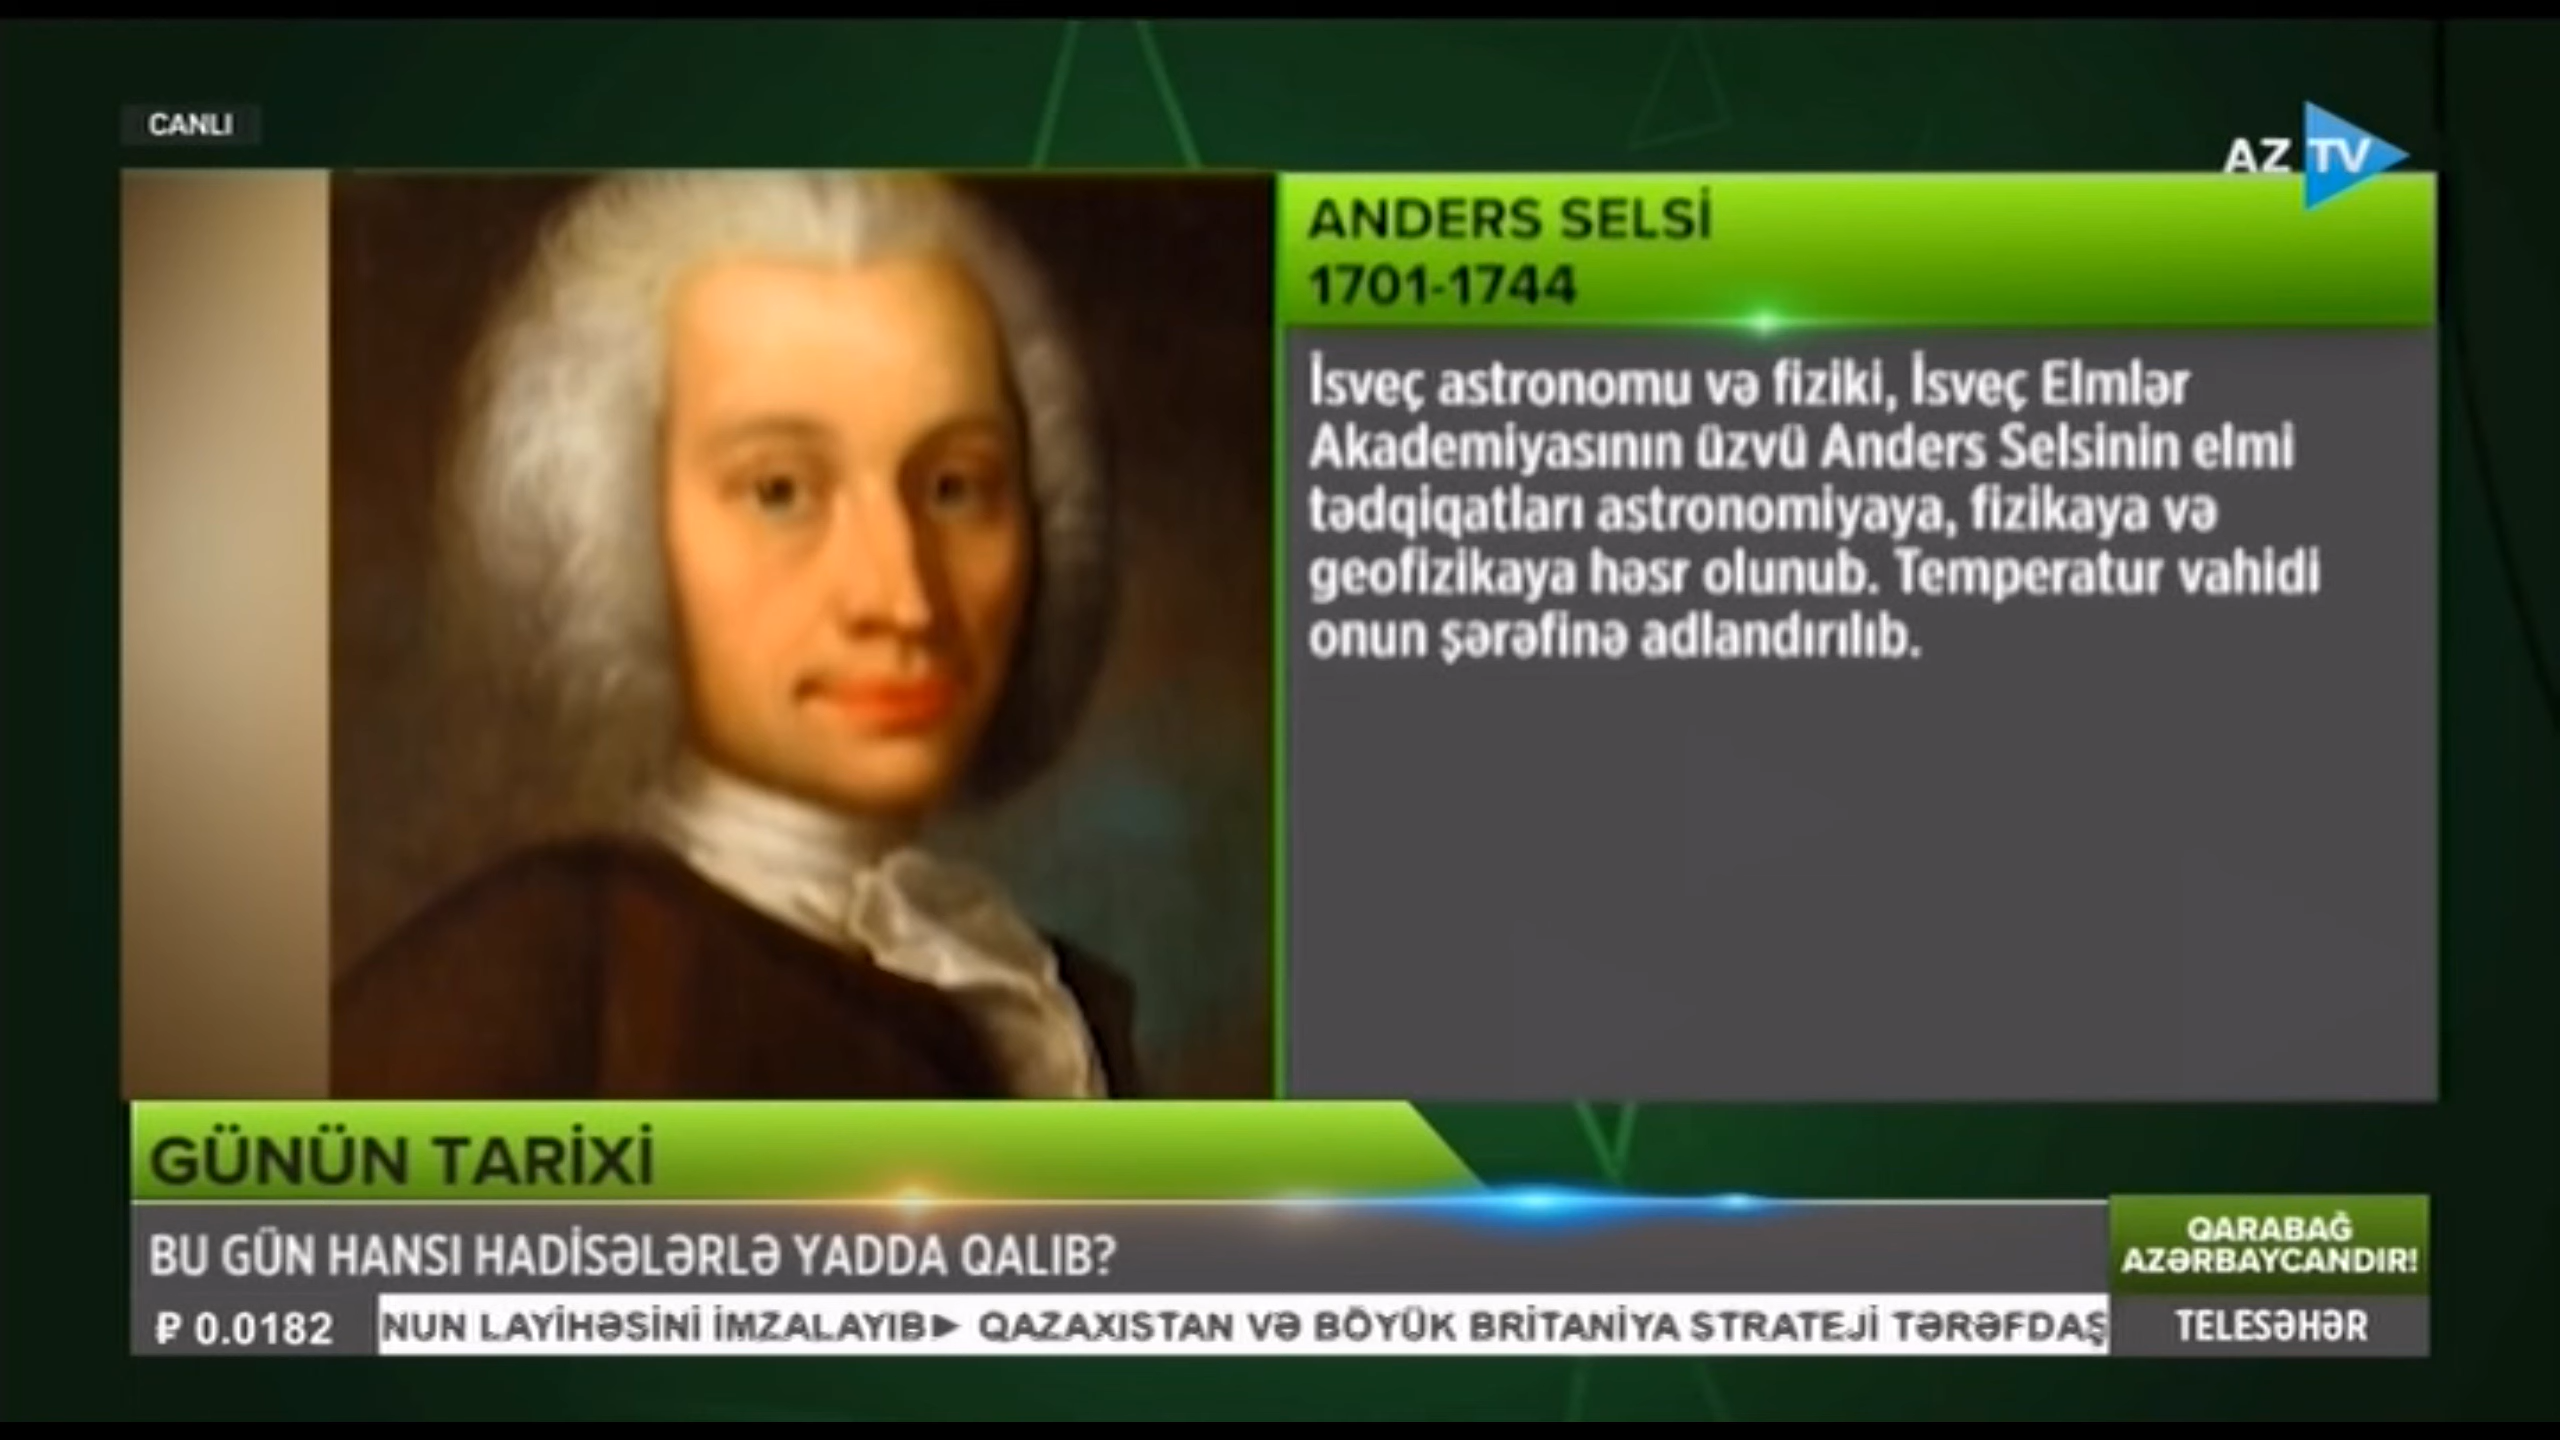 CANLI
AZTV
ANDERS SELSİ
1701-1744
İsveç astronomu və fiziki, İsveç Elmlər
Akademiyasının üzvü Anders Selsinin elmi
tədqiqatları astronomiyaya, fizikaya və
geofizikaya həsr olunub. Temperatur vahidi
onun şərəfinə adlandırılıb.
GÜNÜN TARİXİ
BU GÜN HANSI HADİSƏLƏRLƏ YADDA QALIB?
QARABAĞ
AZƏRBAYCANDIR!
₽ 0.0182
NUN LAYİHƏSİNİ İMZALAYIB► QAZAXISTAN VƏ BÖYÜK BRİTANİYA STRATEJİ TƏRƏFDAŞ
TELESƏHƏR